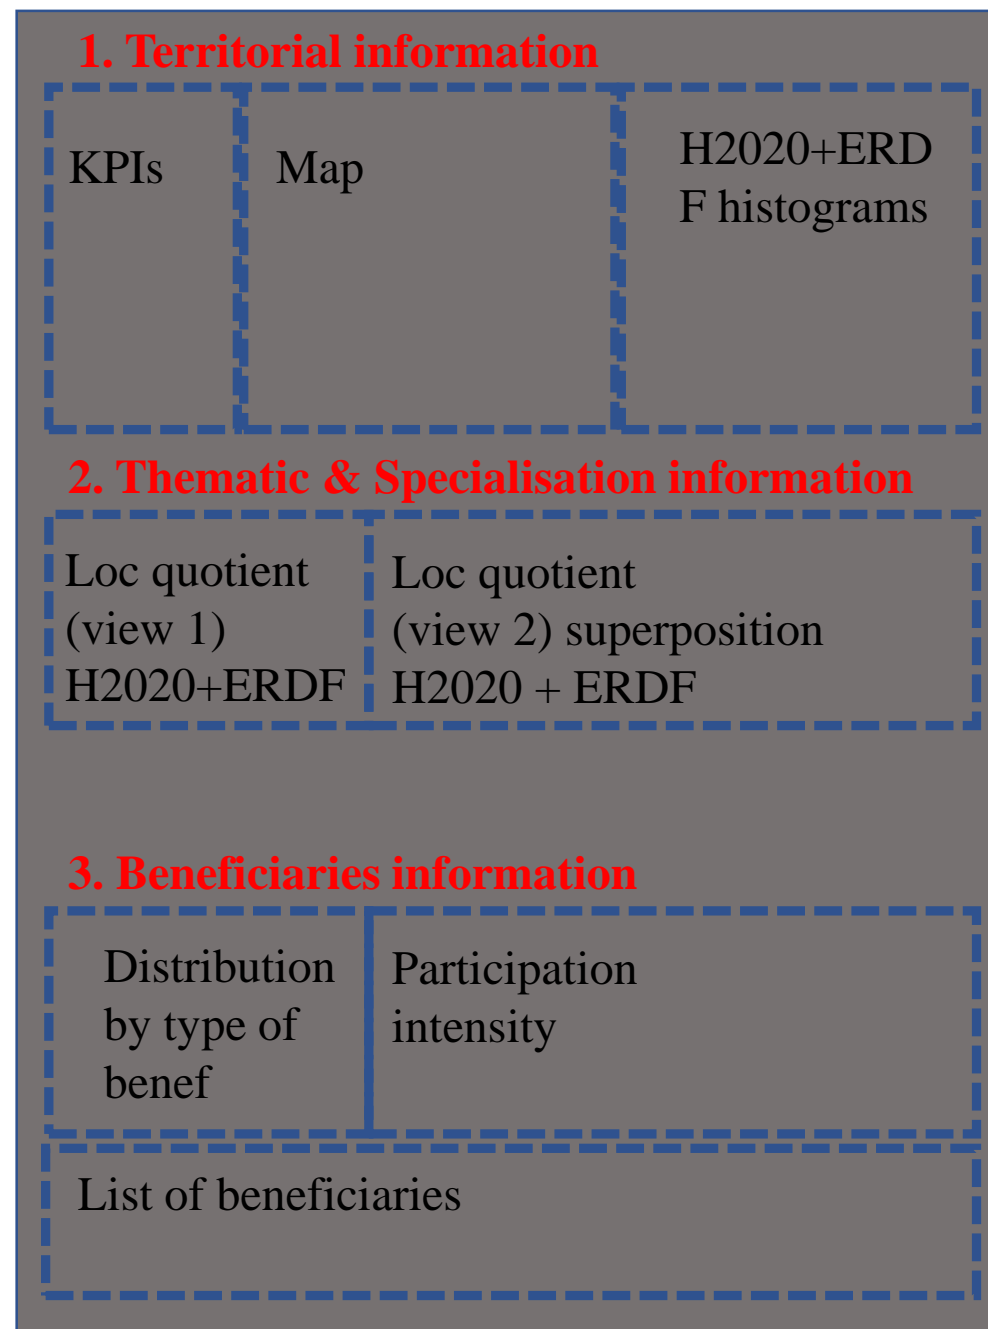 1. Territorial information
KPIs
Map
H2020+ERD
F histograms
2. Thematic & Specialisation information
Loc quotient
(view 1)
H2020+ERDF
Loc quotient
(view 2) superposition
H2020 + ERDF
3. Beneficiaries information
Distribution
by type of
benef
Participation
intensity
List of beneficiaries